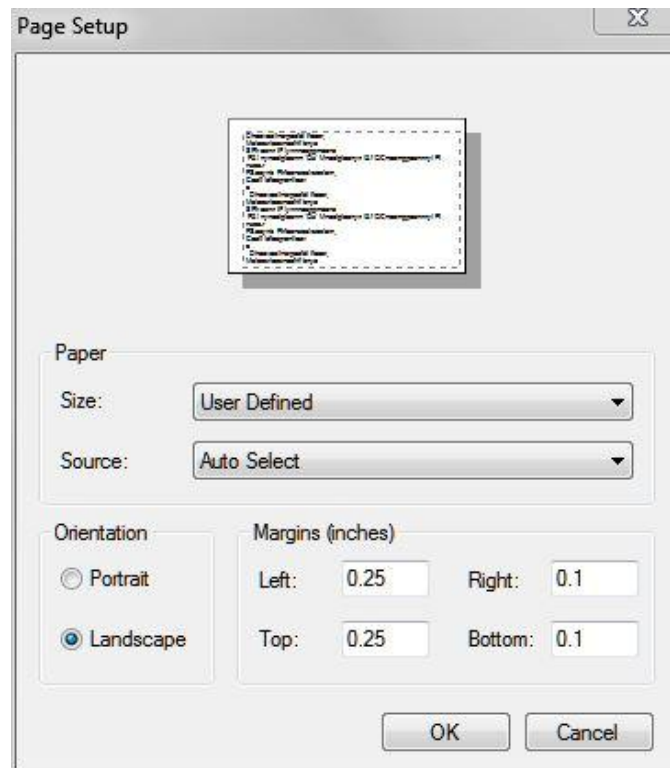 Page Setup
Paper
Size: User Defined
Source: Auto Select
Orientation Margins (inches)
Portrait Left: 0.25 Right: 0.1
Landscape Top: 0.25 Bottom: 0.1
OK Cancel